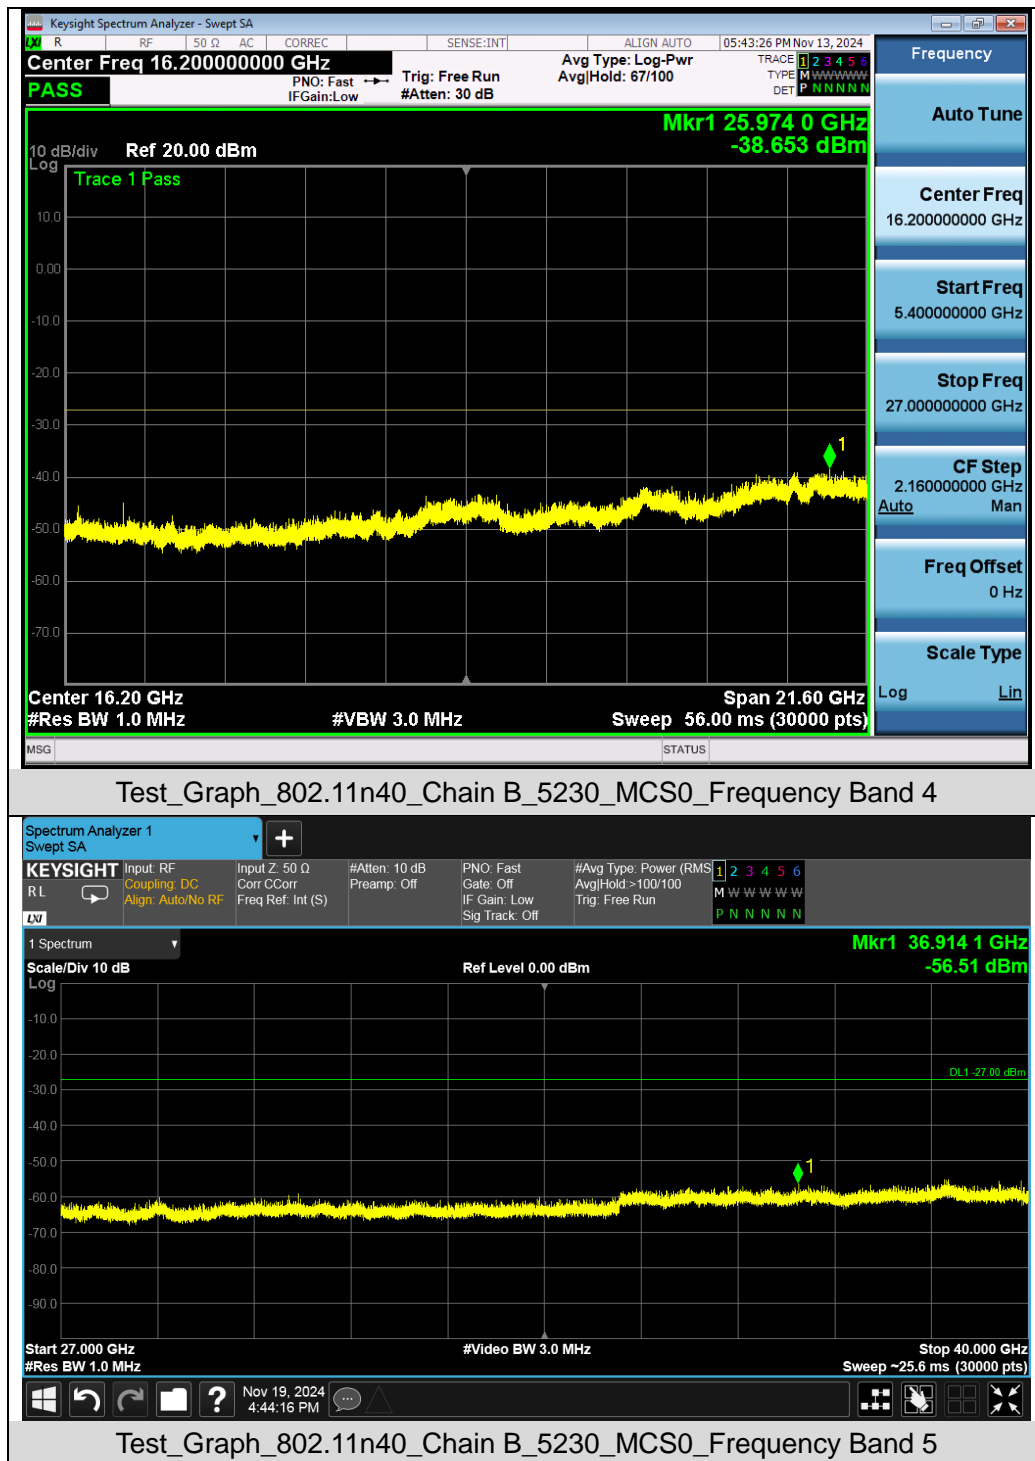 Keysight Spectrum Analyzer - Swept SA
LXI R RF 50 Ω AC CORREC SENSE:INT ALIGN AUTO 05:43:26 PM Nov 13, 2024
Center Freq 16.200000000 GHz Avg Type: Log-Pwr TRACE 1 2 3 4 5 6
PASS PNO: Fast Trig: Free Run Avg|Hold: 67/100 TYPE M W W W W W
IFGain:Low #Atten: 30 dB DET P N N N N N
Mkr1 25.974 0 GHz
-38.653 dBm
10 dB/div Ref 20.00 dBm
Log
Trace 1 Pass
10.0
0.00
-10.0
-20.0
-30.0
1
-40.0
-50.0
-60.0
-70.0
Center 16.20 GHz Span 21.60 GHz
#Res BW 1.0 MHz #VBW 3.0 MHz Sweep 56.00 ms (30000 pts)
MSG STATUS
Frequency
Auto Tune
Center Freq
16.200000000 GHz
Start Freq
5.400000000 GHz
Stop Freq
27.000000000 GHz
CF Step
2.160000000 GHz
Auto Man
Freq Offset
0 Hz
Scale Type
Log Lin
Test_Graph_802.11n40_Chain B_5230_MCS0_Frequency Band 4
Spectrum Analyzer 1
Swept SA
+
KEYSIGHT Input: RF Input Z: 50 Ω #Atten: 10 dB PNO: Fast #Avg Type: Power (RMS 1 2 3 4 5 6
RL Coupling: DC Corr CCorr Preamp: Off Gate: Off Avg|Hold:>100/100 M W W W W W
Align: Auto/No RF Freq Ref: Int (S) IF Gain: Low Trig: Free Run
LXI Sig Track: Off P N N N N N
1 Spectrum Mkr1 36.914 1 GHz
Scale/Div 10 dB Ref Level 0.00 dBm -56.51 dBm
Log
-10.0
-20.0
DL1 -27.00 dBm
-30.0
-40.0
-50.0
1
-60.0
-70.0
-80.0
-90.0
Start 27.000 GHz #Video BW 3.0 MHz Stop 40.000 GHz
#Res BW 1.0 MHz Sweep ~25.6 ms (30000 pts)
? Nov 19, 2024
4:44:16 PM
Test_Graph_802.11n40_Chain B_5230_MCS0_Frequency Band 5